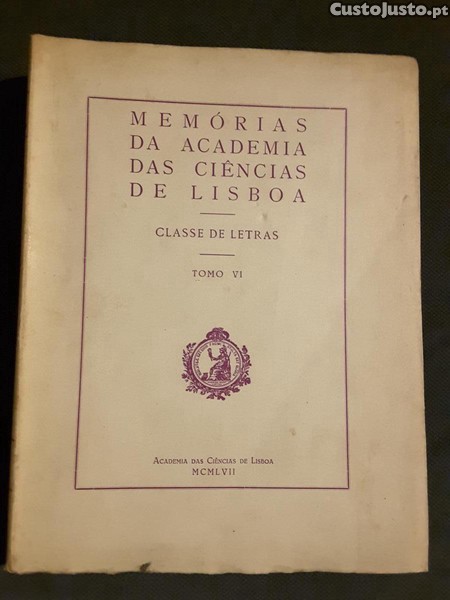 CustoJusto.pt
MEMÓRIAS
DA ACADEMIA
DAS CIÊNCIAS
DE LISBOA
CLASSE DE LETRAS
TOMO VI
ACADEMIA DAS CIÊNCIAS DE LISBOA
MCMLVII